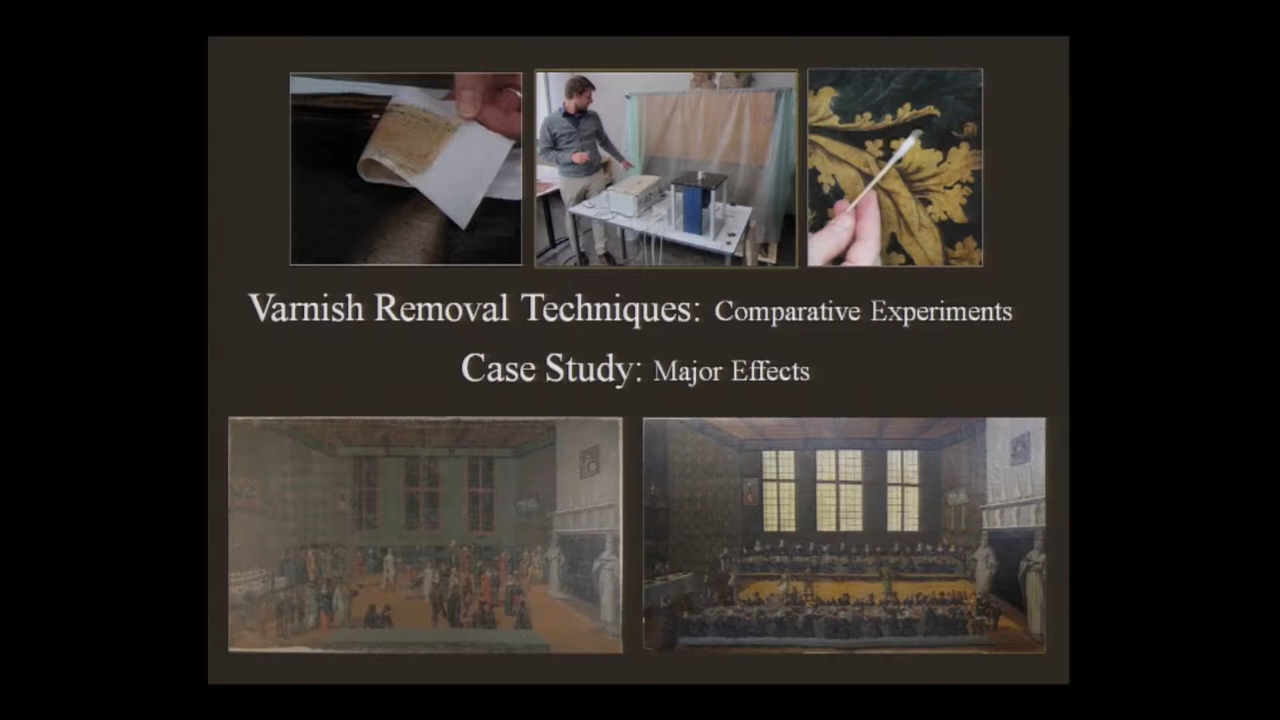 Varnish Removal Techniques: Comparative Experiments
Case Study: Major Effects